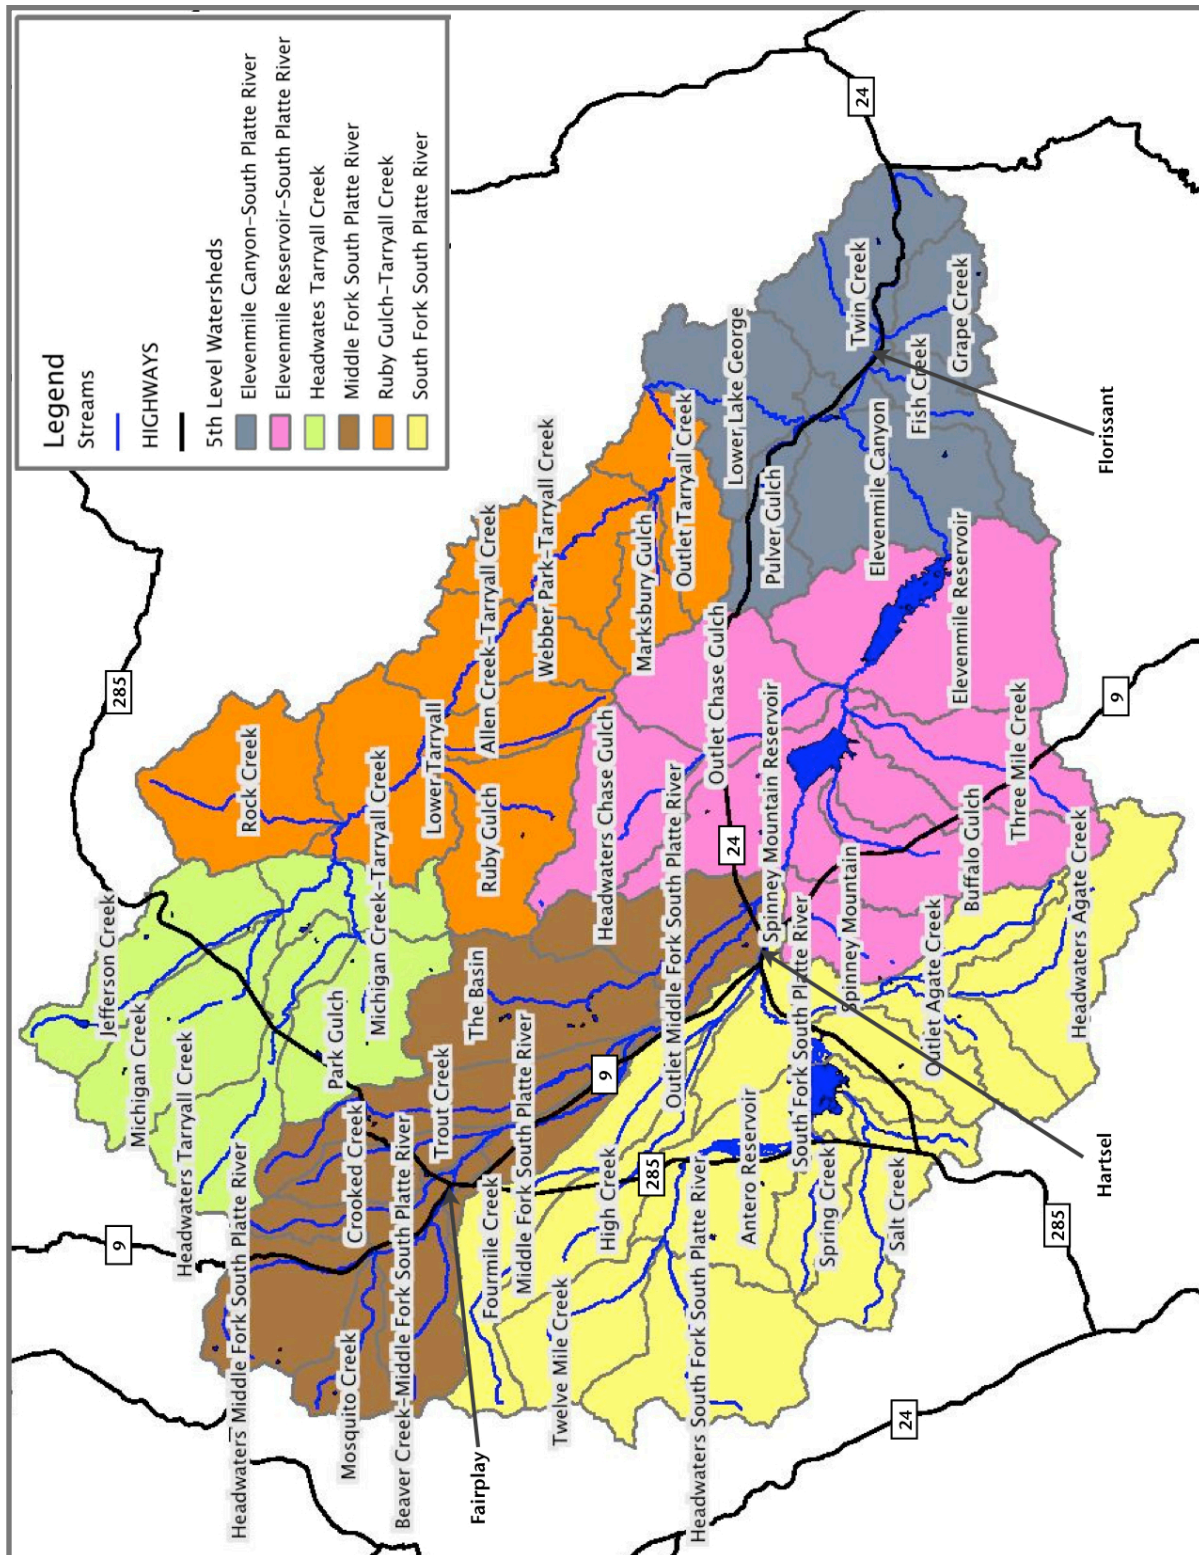 Legend
Streams
HIGHWAYS
5th Level Watersheds
Elevenmile Canyon-South Platte River
Elevenmile Reservoir-South Platte River
Headwates Tarryall Creek
Middle Fork South Platte River
Ruby Gulch-Tarryall Creek
South Fork South Platte River
Jefferson Creek
Michigan Creek
Headwaters Tarryall Creek
Headwaters Middle Fork South Platte River
9
285
Rock Creek
Park Gulch
Michigan Creek-Tarryall Creek
Lower Tarryall
Ruby Gulch
Allen Creek-Tarryall Creek
Webber Park-Tarryall Creek
Marksbury Gulch
Outlet Tarryall Creek
Lower Lake George
Pulver Gulch
Twin Creek
24
Elevenmile Canyon
Fish Creek
Grape Creek
Florissant
Crooked Creek
Mosquito Creek
Beaver Creek-Middle Fork South Platte River
Trout Creek
The Basin
Fairplay
Fourmile Creek
Middle Fork South Platte River
9
Headwaters Chase Gulch
Outlet Chase Gulch
Outlet Middle Fork South Platte River
24
Spinney Mountain Reservoir
Twelve Mile Creek
High Creek
285
Headwaters South Fork South Platte River
Antero Reservoir
South Fork South Platte River
Spinney Mountain
Elevenmile Reservoir
Spring Creek
Salt Creek
Outlet Agate Creek
Buffalo Gulch
Three Mile Creek
Headwaters Agate Creek
9
Hartsel
285
24